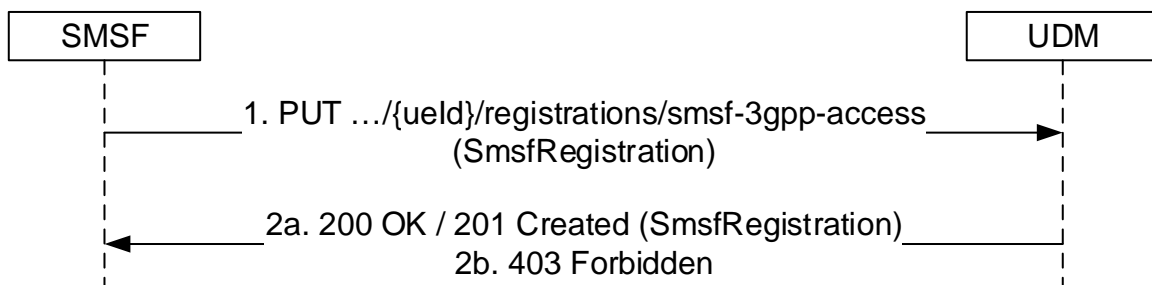 SMSF
UDM
1. PUT …/{ueId}/registrations/smsf-3gpp-access
(SmsfRegistration)
2a. 200 OK / 201 Created (SmsfRegistration)
2b. 403 Forbidden